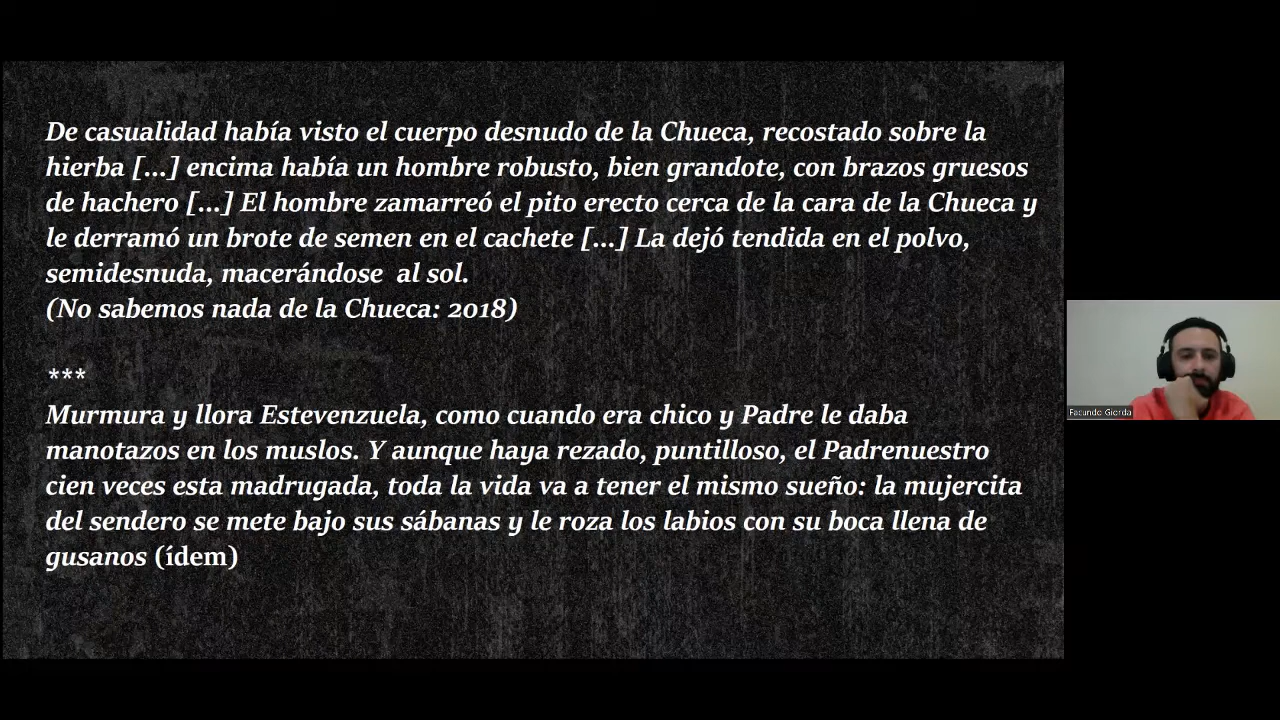 De casualidad había visto el cuerpo desnudo de la Chueca, recostado sobre la
hierba [...] encima había un hombre robusto, bien grandote, con brazos gruesos
de hachero [...] El hombre zamarreó el pito erecto cerca de la cara de la Chueca y
le derramó un brote de semen en el cachete [...] La dejó tendida en el polvo,
semidesnuda, macerándose  al sol.
(No sabemos nada de la Chueca: 2018)
***
Murmura y llora Estevenzuela, como cuando era chico y Padre le daba
manotazos en los muslos. Y aunque haya rezado, puntilloso, el Padrenuestro
cien veces esta madrugada, toda la vida va a tener el mismo sueño: la mujercita
del sendero se mete bajo sus sábanas y le roza los labios con su boca llena de
gusanos (ídem)
Facundo Giorda